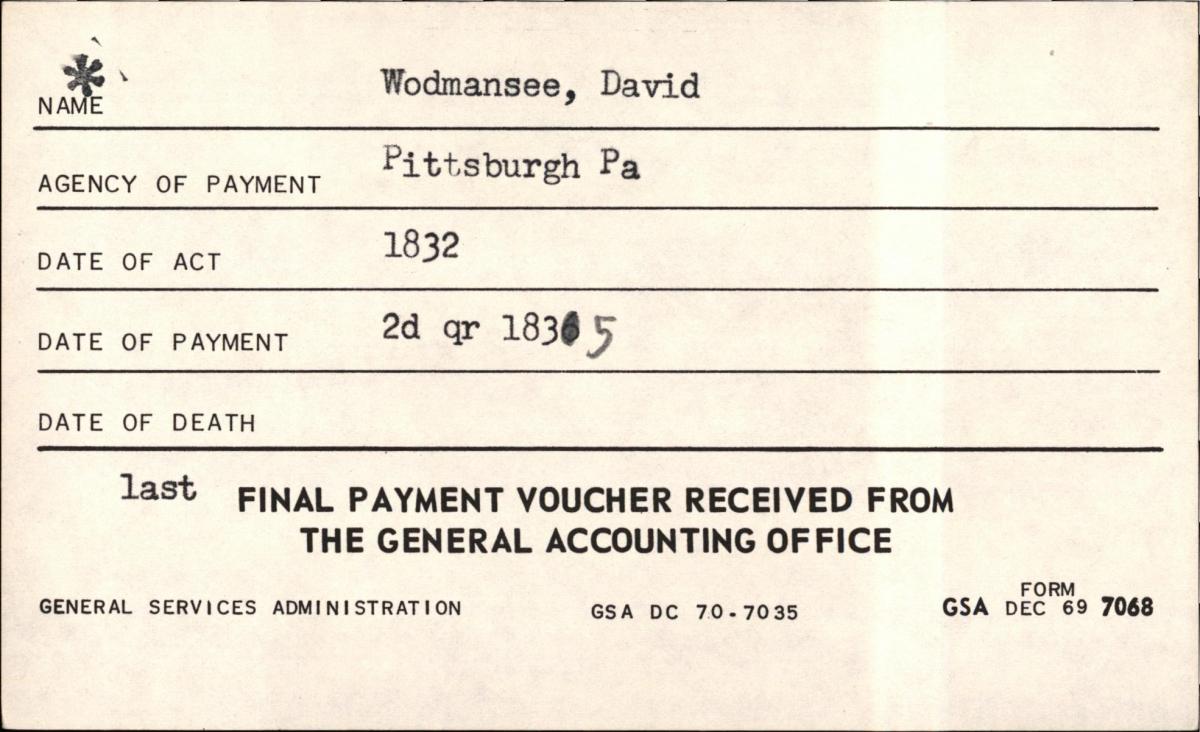 *
NAME Wodmansee, David
AGENCY OF PAYMENT Pittsburgh Pa
DATE OF ACT 1832
DATE OF PAYMENT 2d qr 183 5
DATE OF DEATH
last FINAL PAYMENT VOUCHER RECEIVED FROM
THE GENERAL ACCOUNTING OFFICE
GENERAL SERVICES ADMINISTRATION GSA DC 70-7035 GSA FORM DEC 69 7068